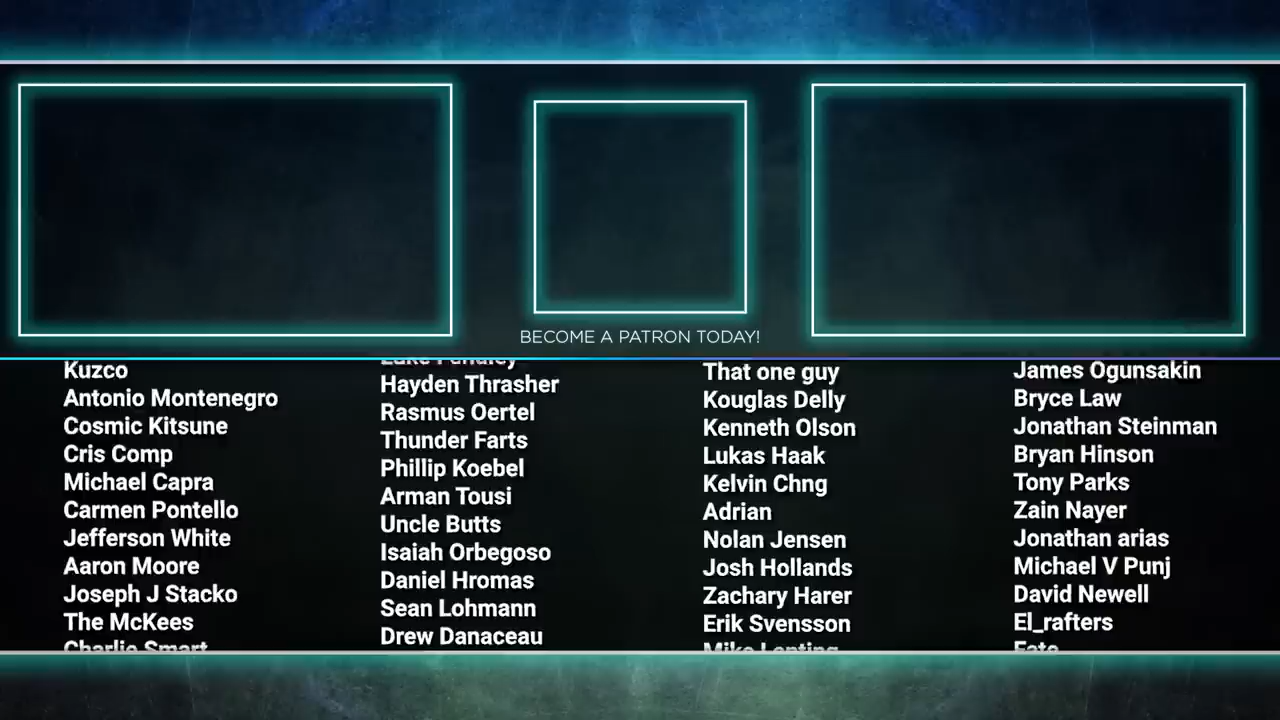 BECOME A PATRON TODAY!
Kuzco
Antonio Montenegro
Cosmic Kitsune
Cris Comp
Michael Capra
Carmen Pontello
Jefferson White
Aaron Moore
Joseph J Stacko
The McKees
Charlie Smart
Hayden Thrasher
Rasmus Oertel
Thunder Farts
Phillip Koebel
Arman Tousi
Uncle Butts
Isaiah Orbegoso
Daniel Hromas
Sean Lohmann
Drew Danaceau
That one guy
Kouglas Delly
Kenneth Olson
Lukas Haak
Kelvin Chng
Adrian
Nolan Jensen
Josh Hollands
Zachary Harer
Erik Svensson
Mike
James Ogunsakin
Bryce Law
Jonathan Steinman
Bryan Hinson
Tony Parks
Zain Nayer
Jonathan arias
Michael V Punj
David Newell
El_rafters